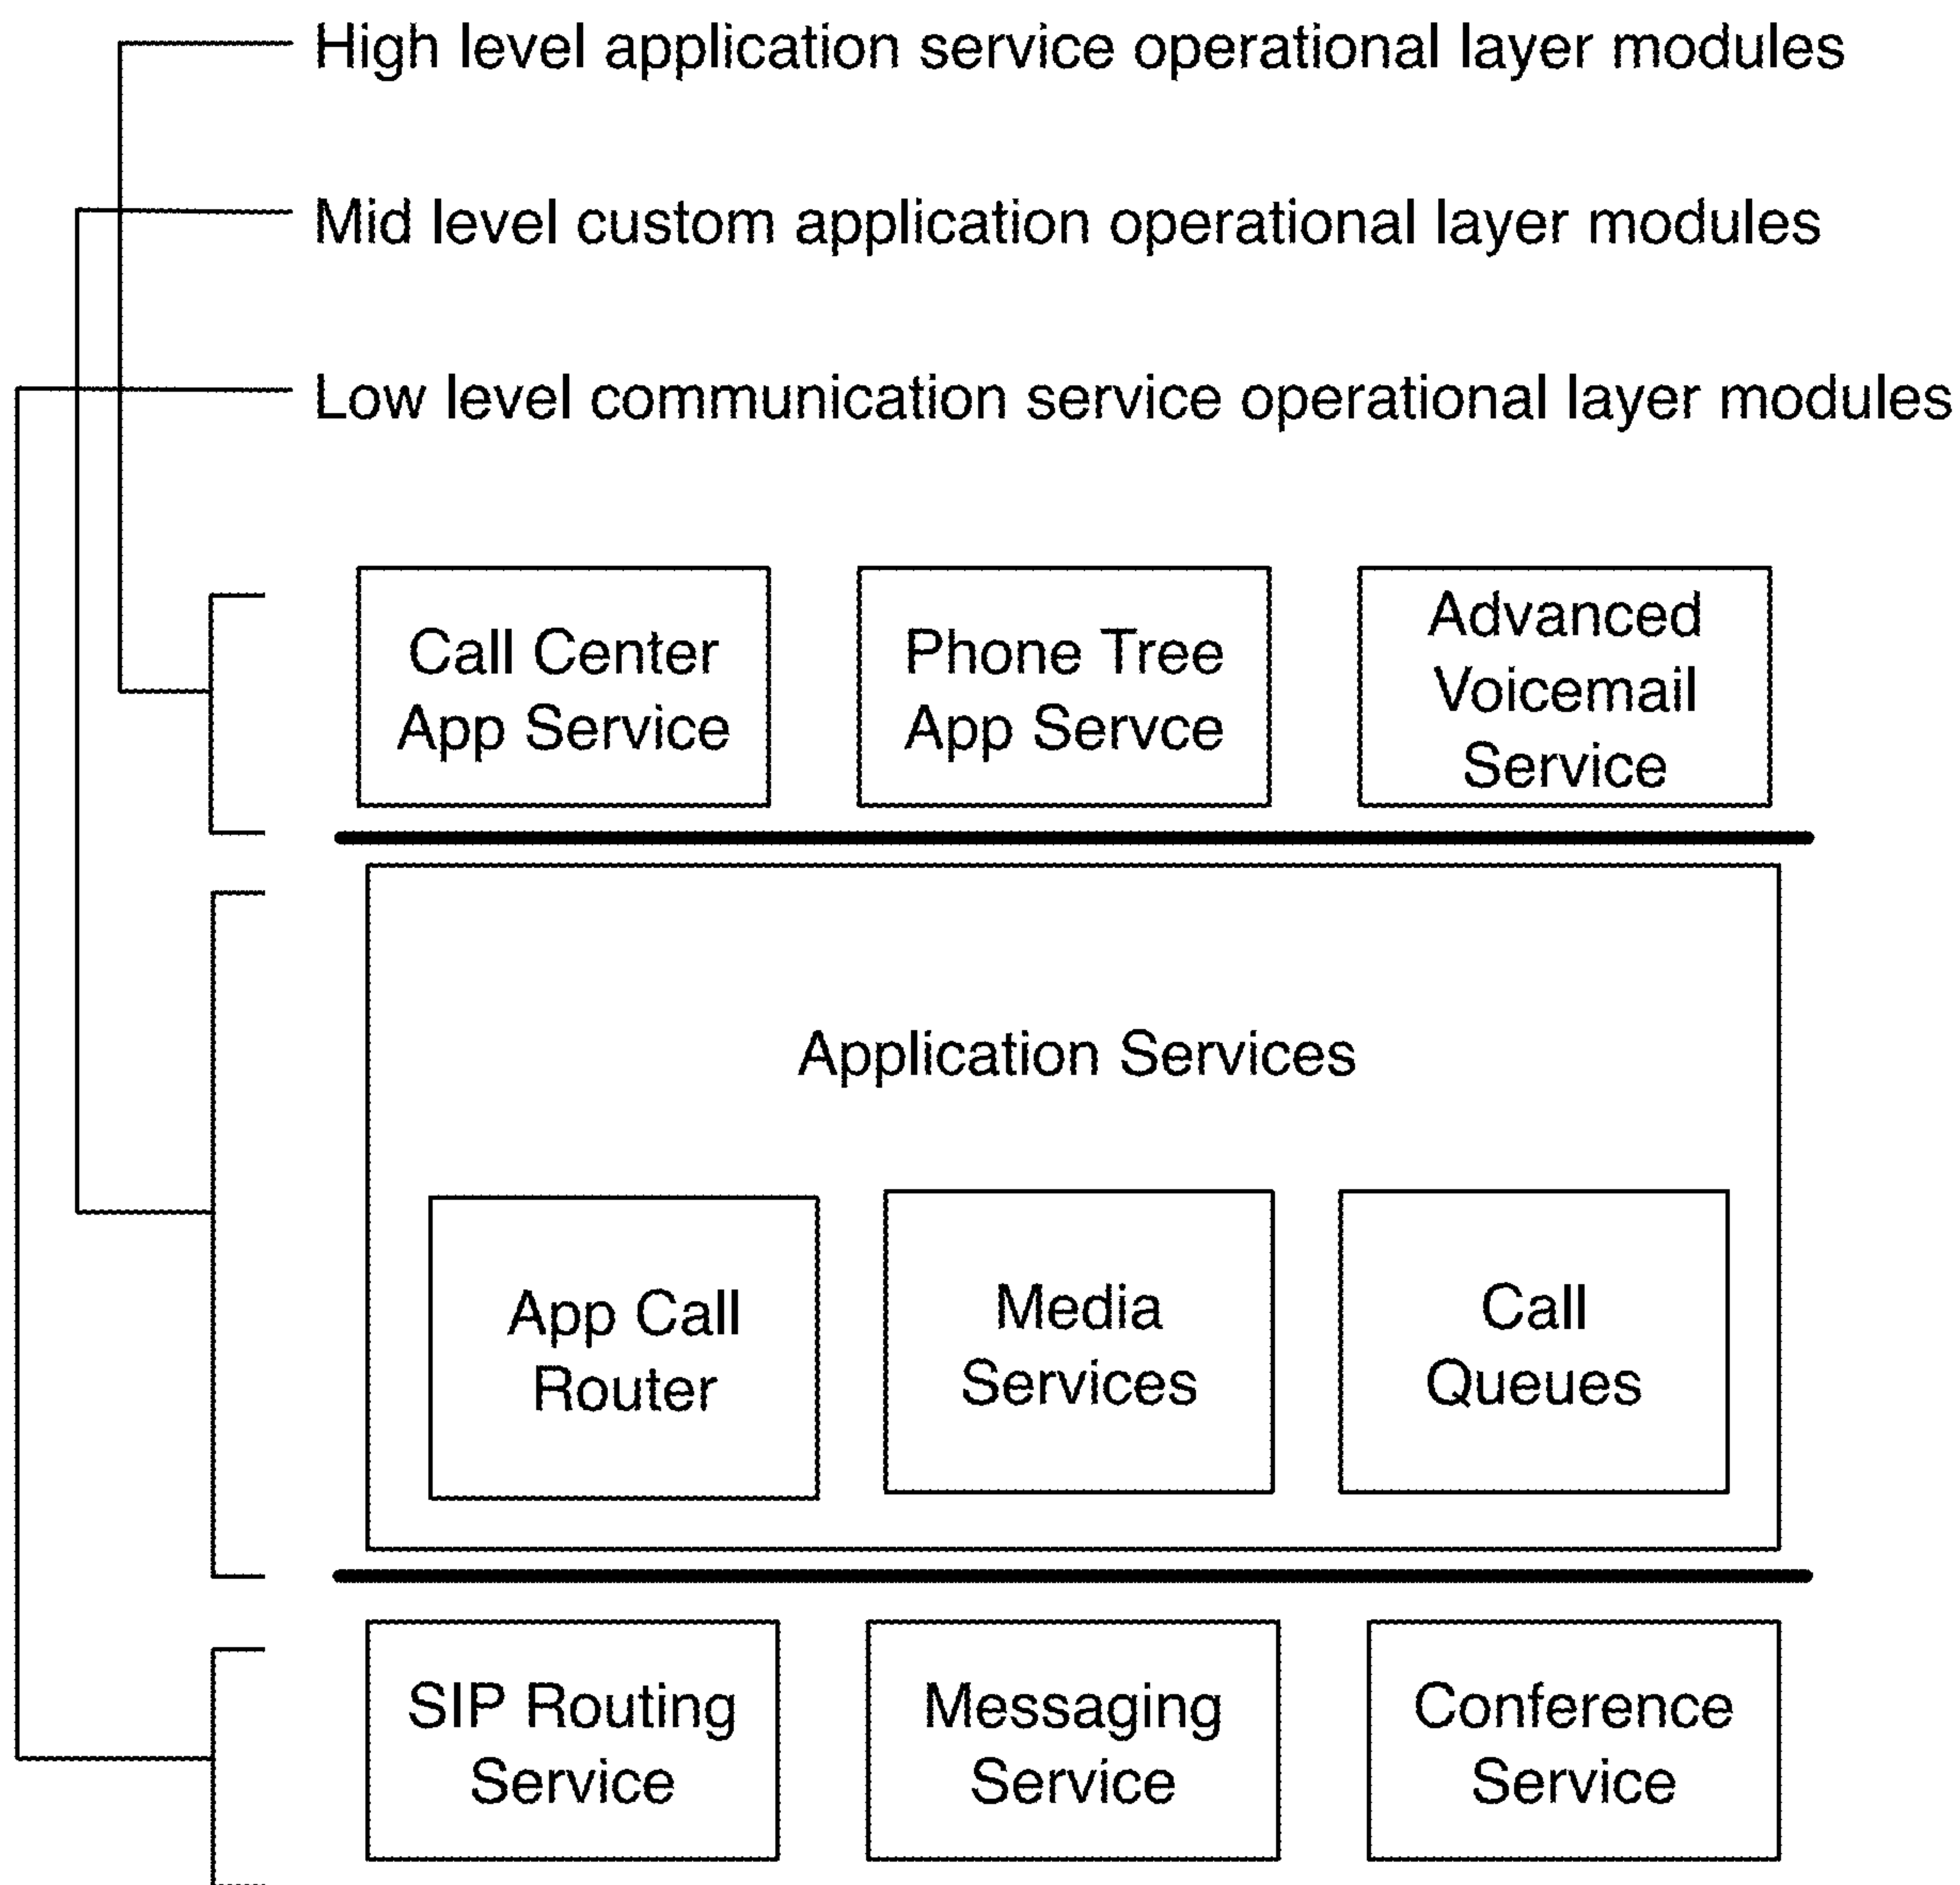 High level application service operational layer modules
Mid level custom application operational layer modules
Low level communication service operational layer modules
Call Center
App Service
Phone Tree
App Servce
Advanced
Voicemail
Service
Application Services
App Call
Router
Media
Services
Call
Queues
SIP Routing
Service
Messaging
Service
Conference
Service